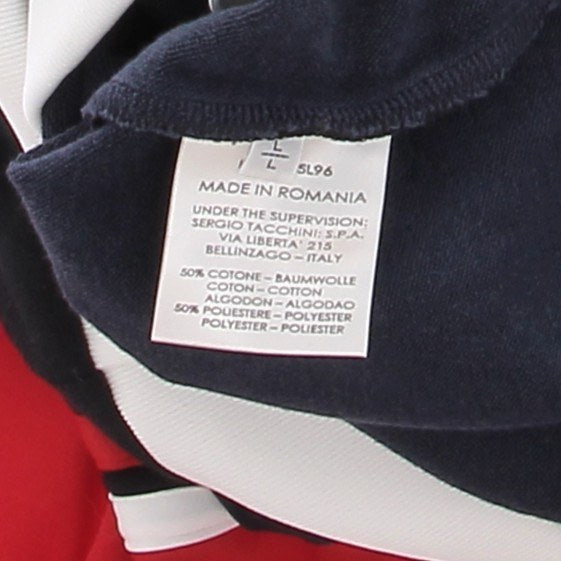 L
L
5L96
MADE IN ROMANIA
UNDER THE SUPERVISION:
SERGIO TACCHINI; S.P.A.
VIA LIBERTA' 215
BELLINZAGO – ITALY
50% COTONE – BAUMWOLLE
COTON – COTTON
ALGODON – ALGODAO
50% POLIESTERE – POLYESTER
POLYESTER – POLIESTER